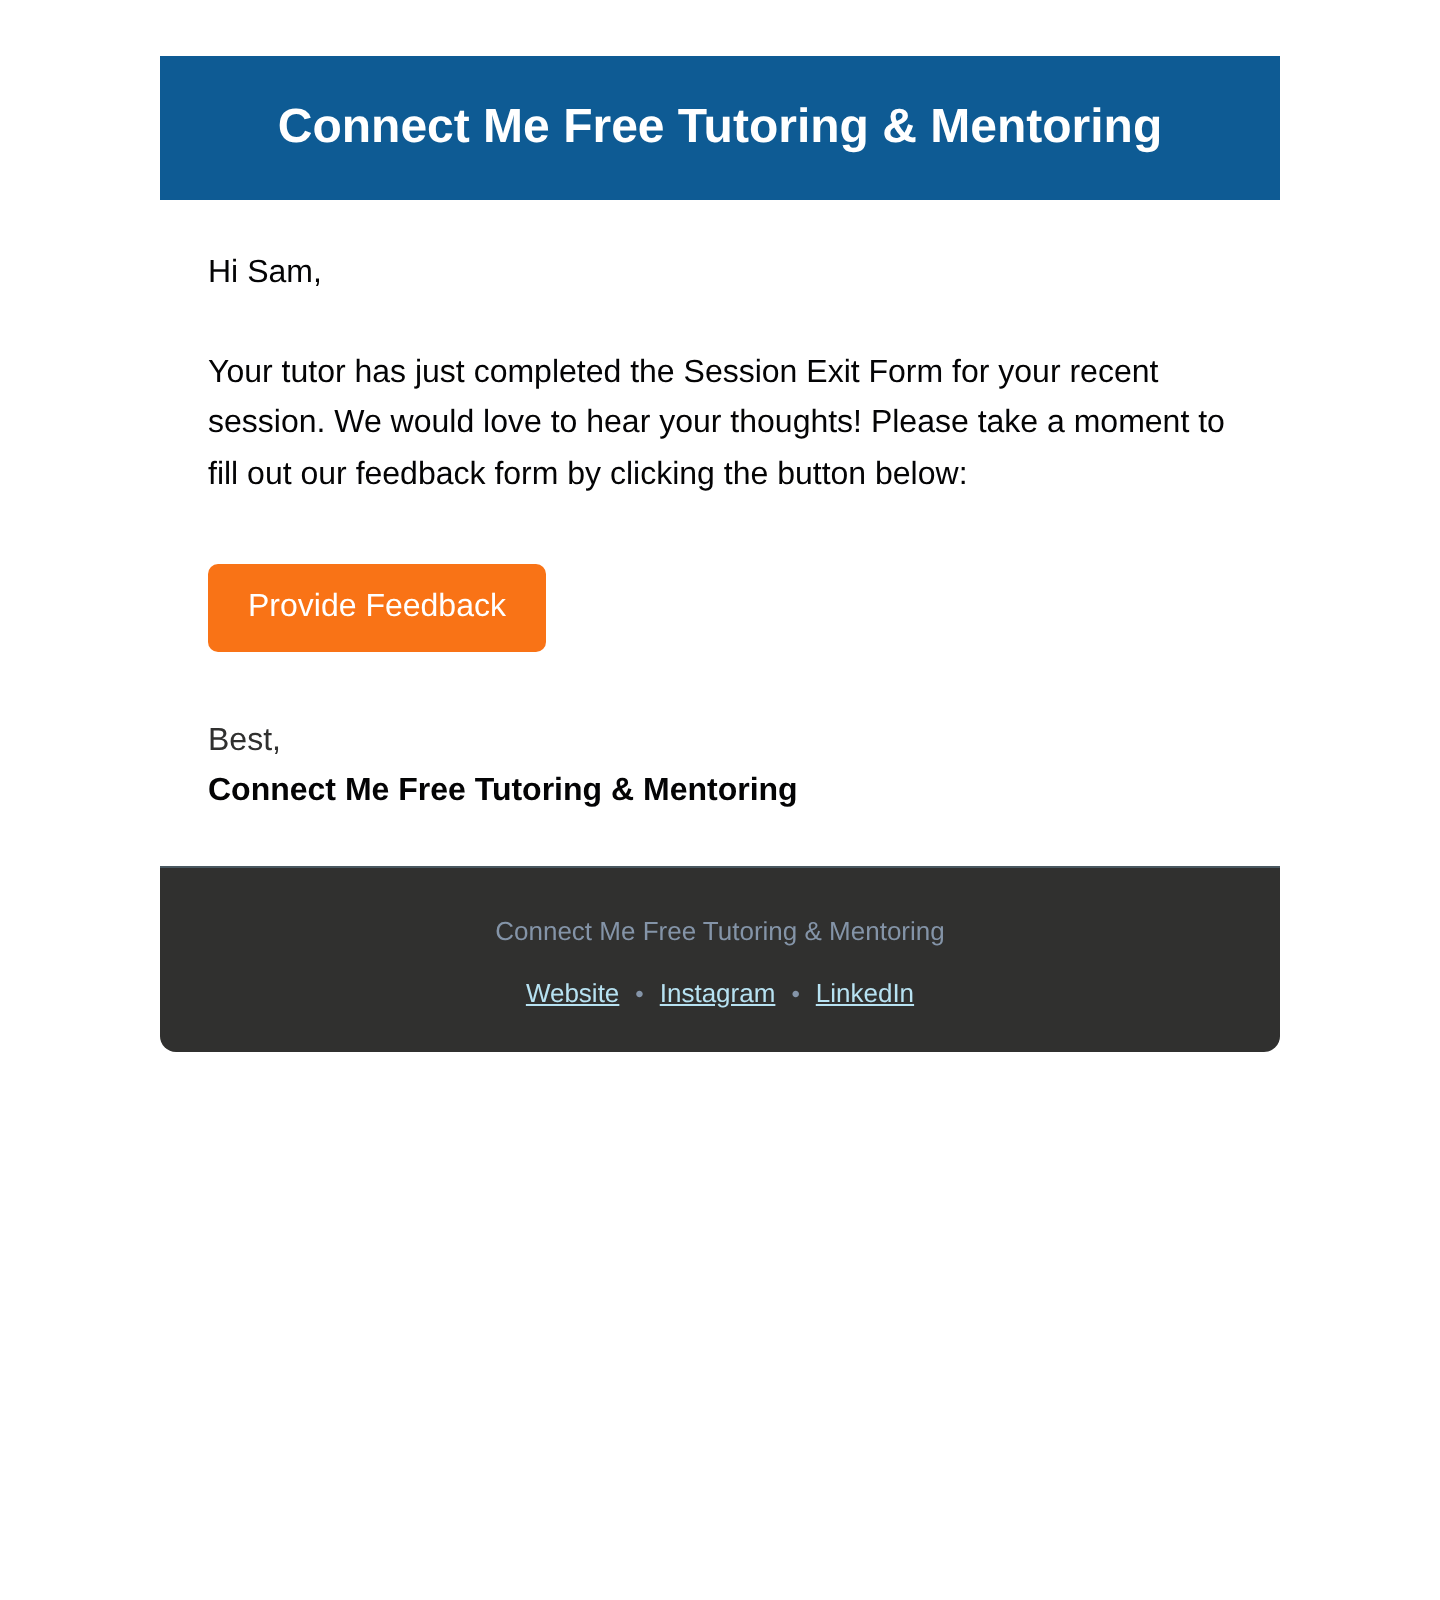 Connect Me Free Tutoring & Mentoring
Hi Sam,
Your tutor has just completed the Session Exit Form for your recent
session. We would love to hear your thoughts! Please take a moment to
fill out our feedback form by clicking the button below:
Provide Feedback
Best,
Connect Me Free Tutoring & Mentoring
Connect Me Free Tutoring & Mentoring
Website • Instagram • LinkedIn